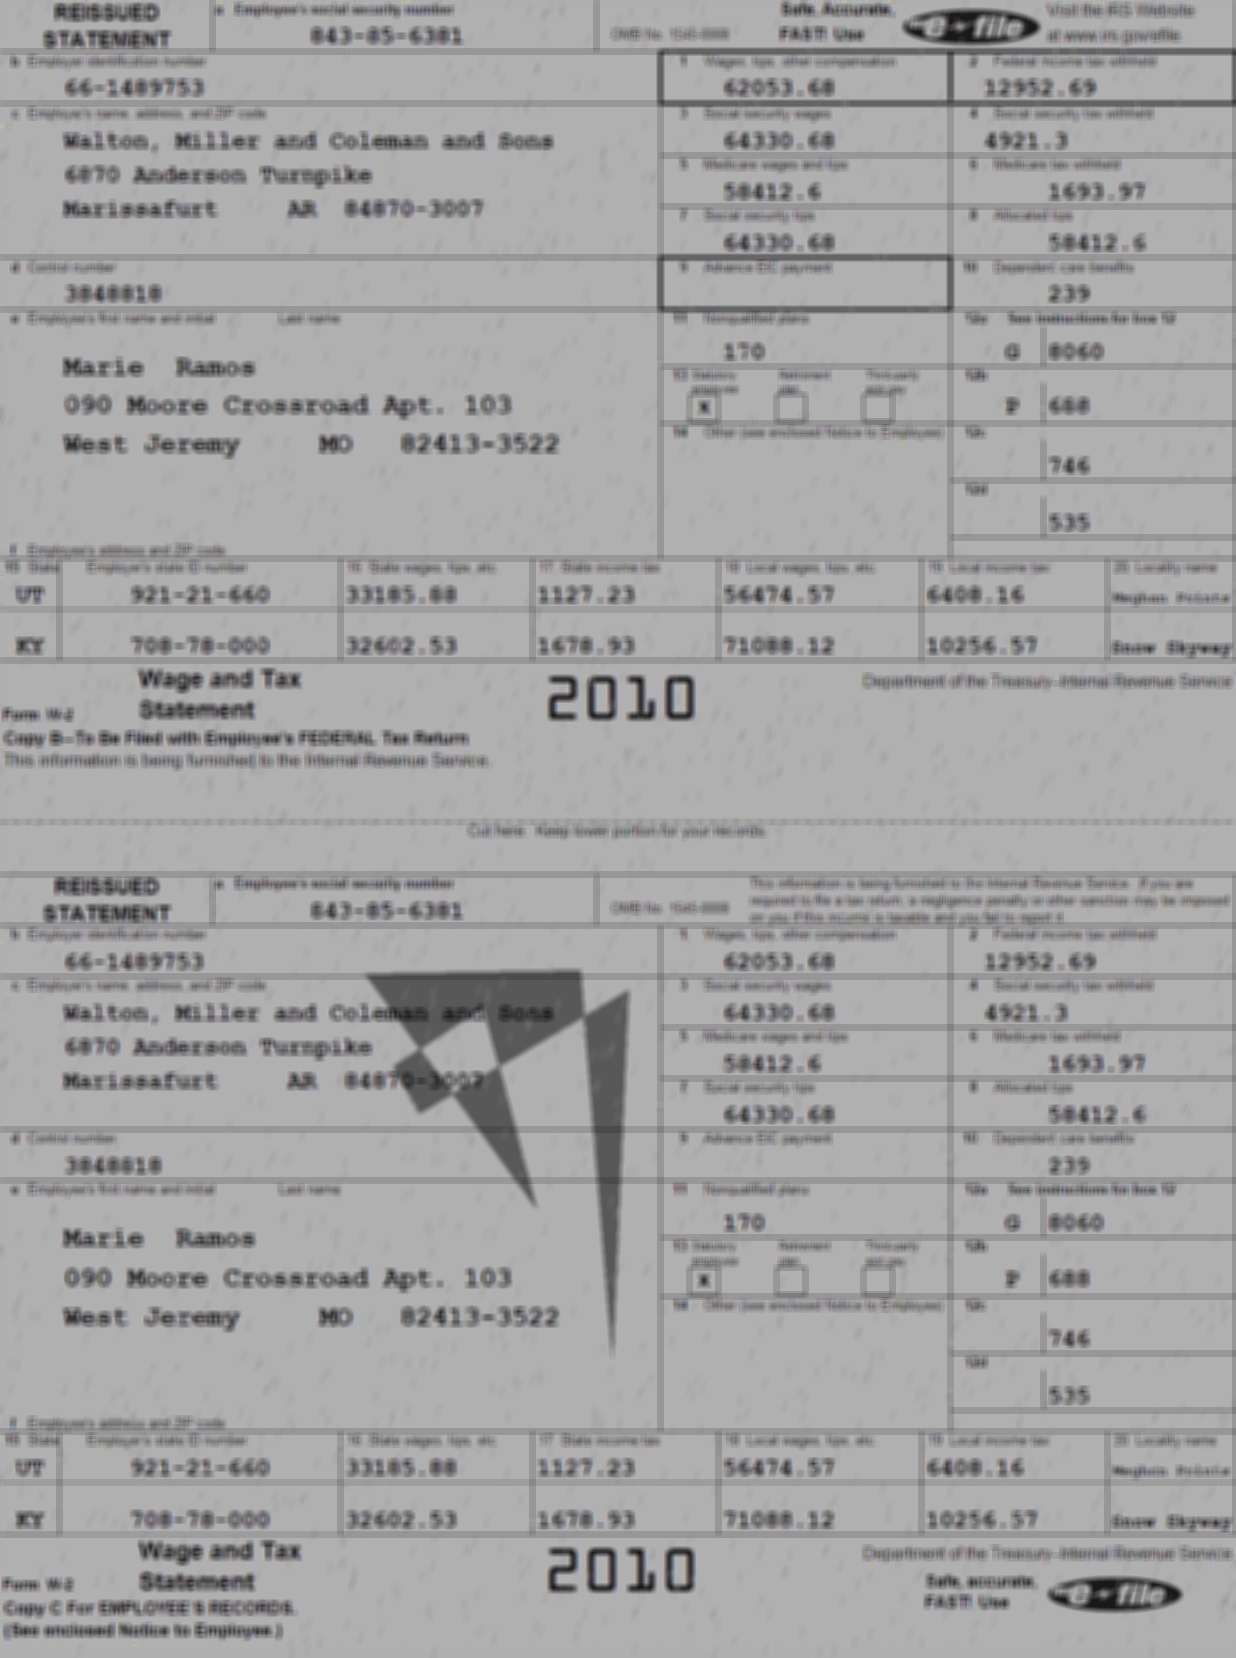 REISSUED STATEMENT
a Employee's social security number
843-85-6381
OMB No. 1545-0008
Safe, Accurate, FAST! Use
e file
Visit the IRS Website at www.irs.gov/efile.
b Employer identification number
66-1489753
1 Wages, tips, other compensation
62053.68
2 Federal income tax withheld
12952.69
c Employer's name, address, and ZIP code
Walton, Miller and Coleman and Sons
6870 Anderson Turnpike
Marissafurt AR 84870-3007
3 Social security wages
64330.68
4 Social security tax withheld
4921.3
5 Medicare wages and tips
58412.6
6 Medicare tax withheld
1693.97
7 Social security tips
64330.68
8 Allocated tips
58412.6
d Control number
3848818
9 Advance EIC payment
10 Dependent care benefits
239
e Employee's first name and initial Last name
Marie Ramos
090 Moore Crossroad Apt. 103
West Jeremy MO 82413-3522
11 Nonqualified plans
170
12a See instructions for box 12
G 8060
13 Statutory employee Retirement plan Third-party sick pay
X
12b
P 688
14 Other (see enclosed Notice to Employee)
12c
746
12d
535
f Employee's address and ZIP code
15 State Employer's state ID number 16 State wages, tips, etc. 17 State income tax 18 Local wages, tips, etc. 19 Local income tax 20 Locality name
UT 921-21-660 33185.88 1127.23 56474.57 6408.16 Meghan Points
KY 708-78-000 32602.53 1678.93 71088.12 10256.57 Snow Skyway
Wage and Tax
Form W-2 Statement
2010
Department of the Treasury-Internal Revenue Service
Copy B-To Be Filed with Employee's FEDERAL Tax Return
This information is being furnished to the Internal Revenue Service.
Cut here. Keep lower portion for your records.
REISSUED STATEMENT
a Employee's social security number
843-85-6381
OMB No. 1545-0008
This information is being furnished to the Internal Revenue Service. If you are
required to file a tax return, a negligence penalty or other sanction may be imposed
on you if this income is taxable and you fail to report it.
b Employer identification number
66-1489753
1 Wages, tips, other compensation
62053.68
2 Federal income tax withheld
12952.69
c Employer's name, address, and ZIP code
Walton, Miller and Coleman and Sons
6870 Anderson Turnpike
Marissafurt AR 84870-3007
3 Social security wages
64330.68
4 Social security tax withheld
4921.3
5 Medicare wages and tips
58412.6
6 Medicare tax withheld
1693.97
7 Social security tips
64330.68
8 Allocated tips
58412.6
d Control number
3848818
9 Advance EIC payment
10 Dependent care benefits
239
e Employee's first name and initial Last name
Marie Ramos
090 Moore Crossroad Apt. 103
West Jeremy MO 82413-3522
11 Nonqualified plans
170
12a See instructions for box 12
G 8060
13 Statutory employee Retirement plan Third-party sick pay
X
12b
P 688
14 Other (see enclosed Notice to Employee)
12c
746
12d
535
f Employee's address and ZIP code
15 State Employer's state ID number 16 State wages, tips, etc. 17 State income tax 18 Local wages, tips, etc. 19 Local income tax 20 Locality name
UT 921-21-660 33185.88 1127.23 56474.57 6408.16 Meghan Points
KY 708-78-000 32602.53 1678.93 71088.12 10256.57 Snow Skyway
Wage and Tax
Form W-2 Statement
2010
Department of the Treasury-Internal Revenue Service
Safe, accurate, FAST! Use
e file
Copy C For EMPLOYEE'S RECORDS.
(See enclosed Notice to Employee.)